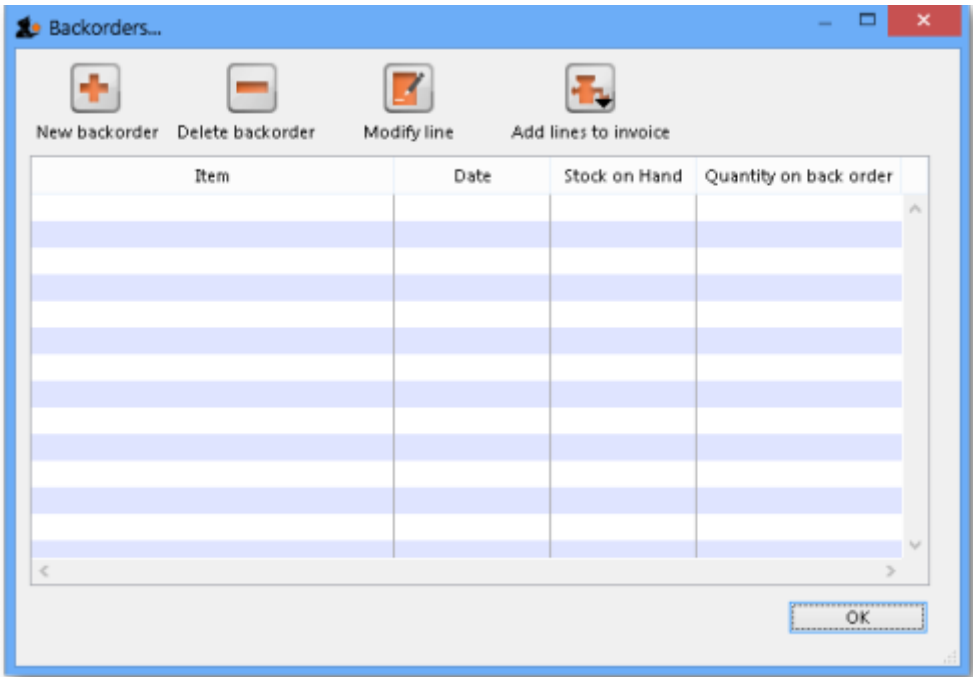 Backorders...
New backorder Delete backorder Modify line Add lines to invoice
Item Date Stock on Hand Quantity on back order
OK